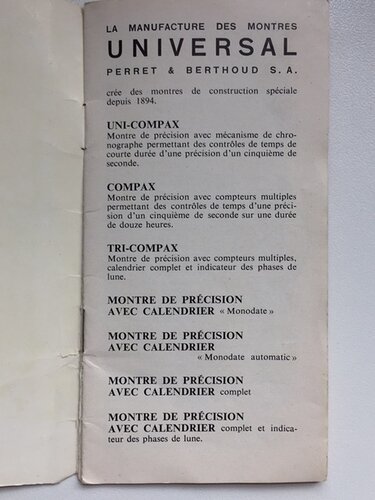 LA MANUFACTURE DES MONTRES
UNIVERSAL
PERRET & BERTHOUD S. A.
crée des montres de construction spéciale
depuis 1894.
UNI-COMPAX
Montre de précision avec mécanisme de chro-
nographe permettant des contrôles de temps de
courte durée d'une précision d'un cinquième de
seconde.
COMPAX
Montre de précision avec compteurs multiples
permettant des contrôles de temps d'une préci-
sion d'un cinquième de seconde sur une durée
de douze heures.
TRI-COMPAX
Montre de précision avec compteurs multiples,
calendrier complet et indicateur des phases de
lune.
MONTRE DE PRÉCISION
AVEC CALENDRIER « Monodate »
MONTRE DE PRÉCISION
AVEC CALENDRIER
« Monodate automatic »
MONTRE DE PRÉCISION
AVEC CALENDRIER complet
MONTRE DE PRÉCISION
AVEC CALENDRIER complet et indica-
teur des phases de lune.